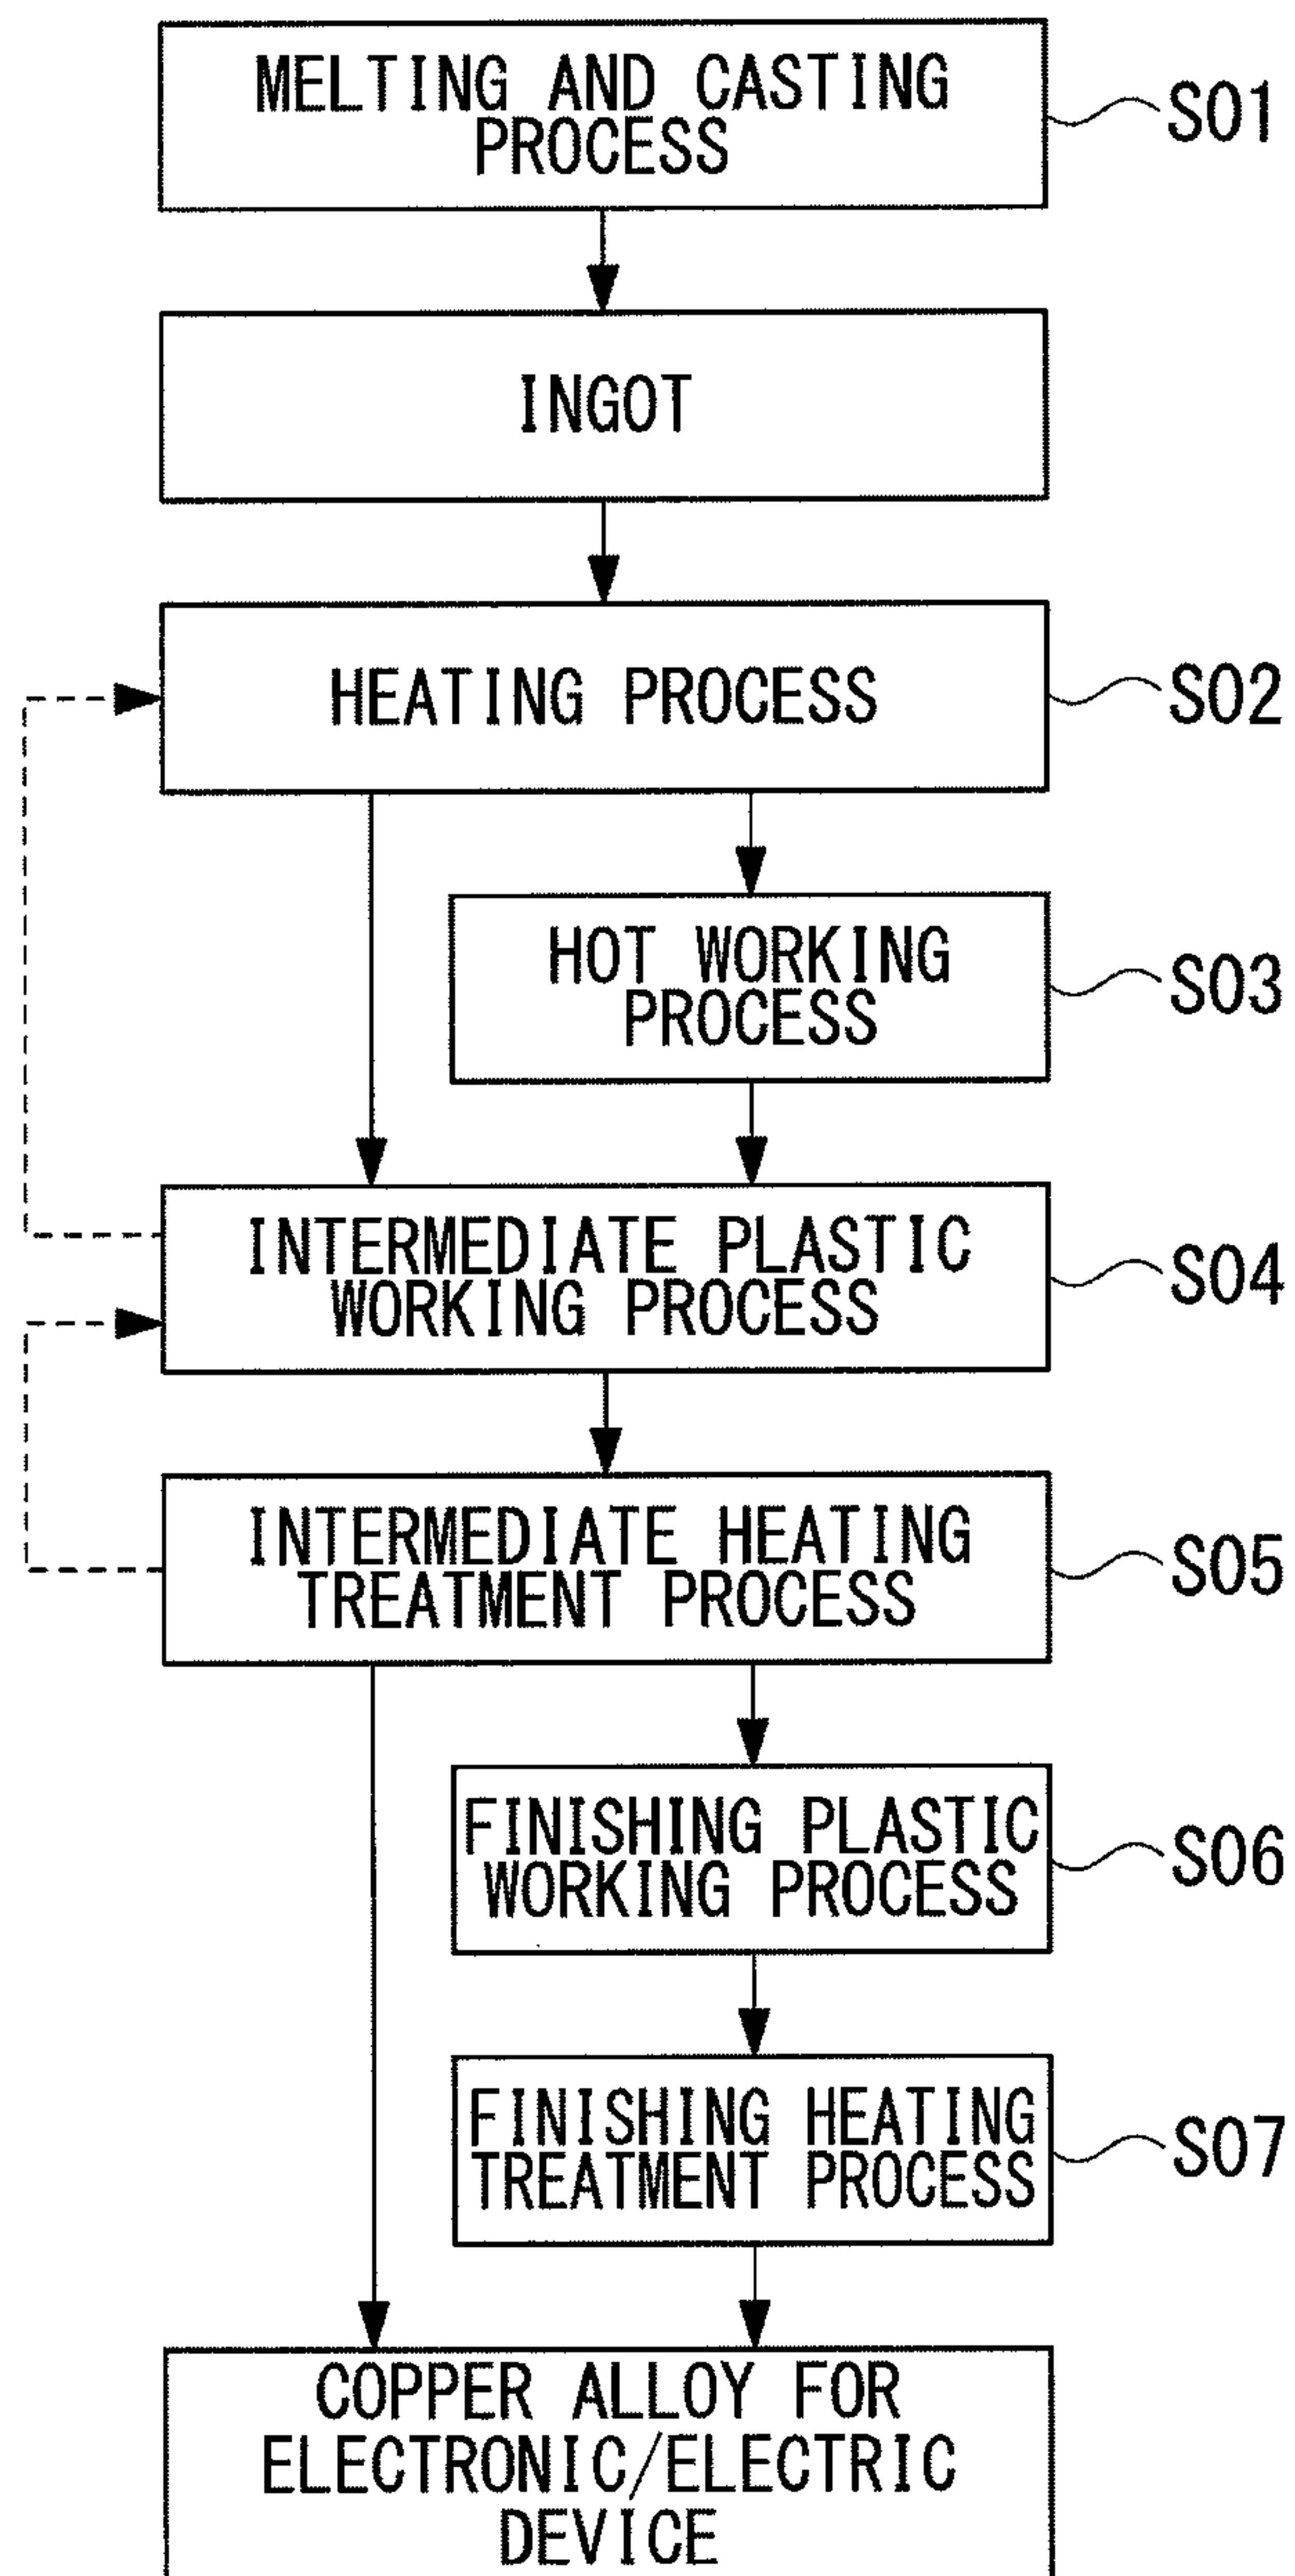 MELTING AND CASTING
PROCESS
S01
INGOT
HEATING PROCESS
S02
HOT WORKING
PROCESS
S03
INTERMEDIATE PLASTIC
WORKING PROCESS
S04
INTERMEDIATE HEATING
TREATMENT PROCESS
S05
FINISHING PLASTIC
WORKING PROCESS
S06
FINISHING HEATING
TREATMENT PROCESS
S07
COPPER ALLOY FOR
ELECTRONIC/ELECTRIC
DEVICE